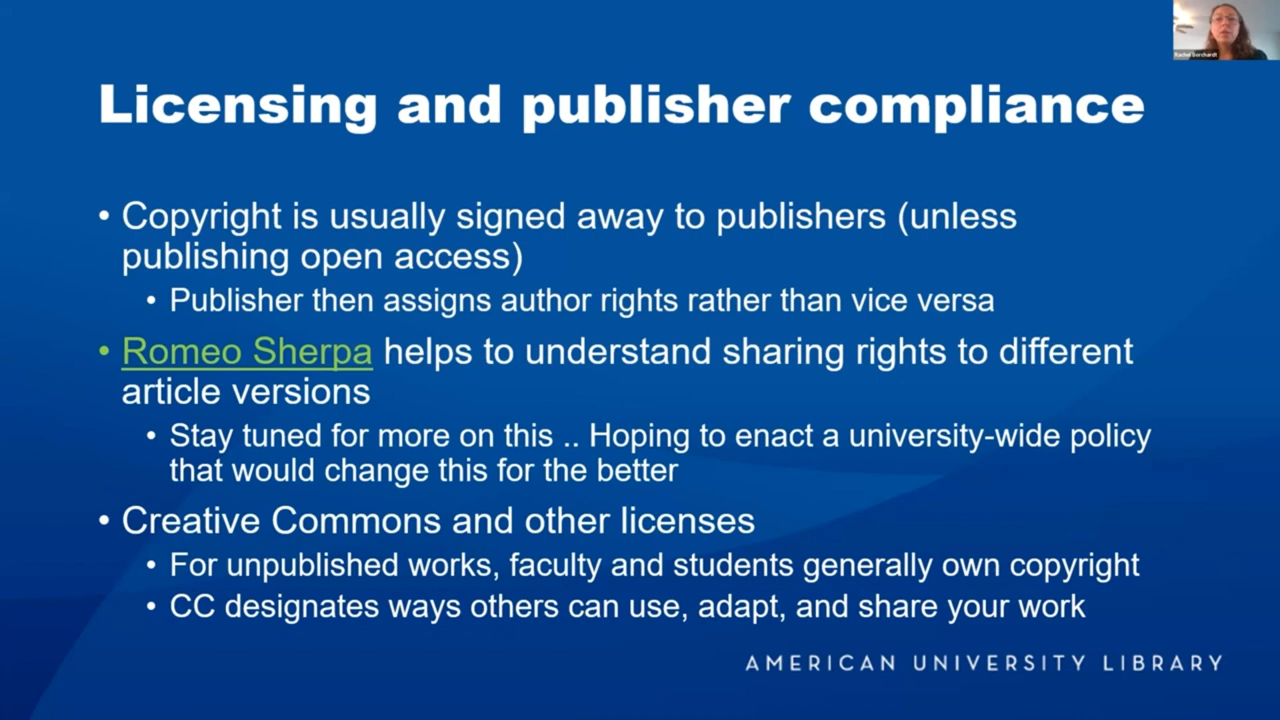 Rachel Borchardt
Licensing and publisher compliance
• Copyright is usually signed away to publishers (unless
publishing open access)
• Publisher then assigns author rights rather than vice versa
• Romeo Sherpa helps to understand sharing rights to different
article versions
• Stay tuned for more on this .. Hoping to enact a university-wide policy
that would change this for the better
• Creative Commons and other licenses
• For unpublished works, faculty and students generally own copyright
• CC designates ways others can use, adapt, and share your work
AMERICAN UNIVERSITY LIBRARY